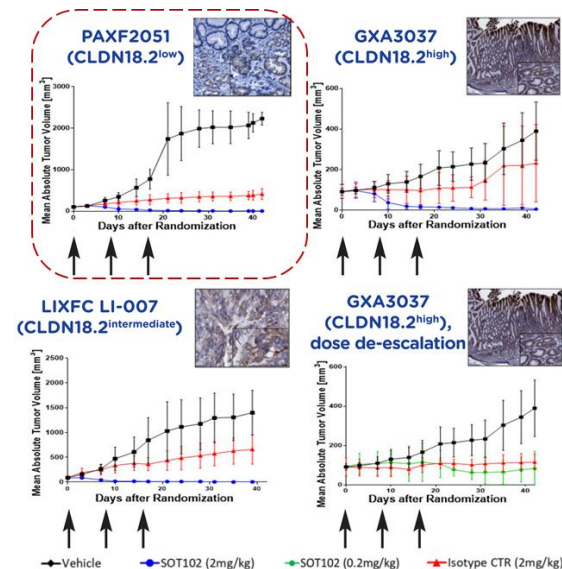 PAXF2051
(CLDN18.2low)
Mean Absolute Tumor Volume [mm3]
3000
2000
1000
0
0 10 20 30 40
Days after Randomization
GXA3037
(CLDN18.2high)
Mean Absolute Tumor Volume [mm3]
600
400
200
0
0 10 20 30 40
Days after Randomization
LIXFC LI-007
(CLDN18.2intermediate)
Mean Absolute Tumor Volume [mm3]
2500
2000
1500
1000
500
0
0 10 20 30 40
Days after Randomization
GXA3037
(CLDN18.2high),
dose de-escalation
Mean Absolute Tumor Volume [mm3]
600
400
200
0
0 10 20 30 40
Days after Randomization
Vehicle SOT102 (2mg/kg) SOT102 (0.2mg/kg) Isotype CTR (2mg/kg)